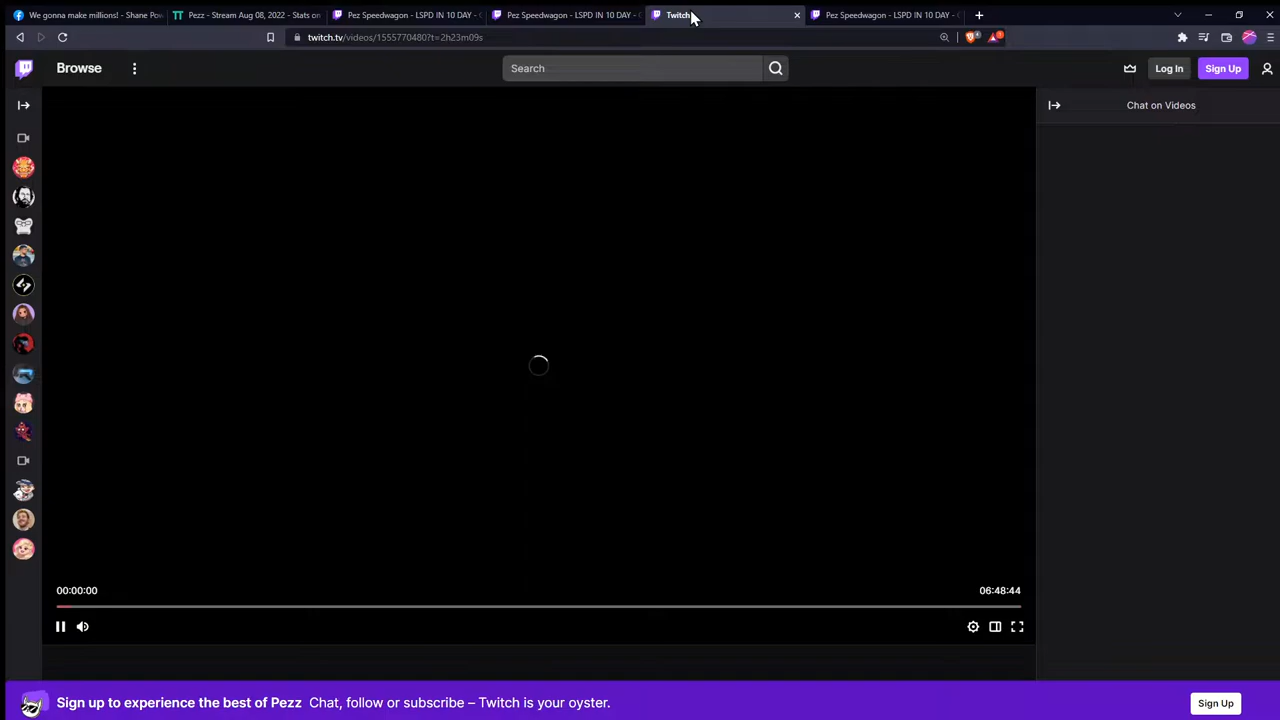 We gonna make millions! - Shane Pow
Pezz - Stream Aug 08, 2022 - Stats on
Pez Speedwagon - LSPD IN 10 DAY -
Pez Speedwagon - LSPD IN 10 DAY -
Twitch
Pez Speedwagon - LSPD IN 10 DAY -
twitch.tv/videos/1555770480?t=2h23m09s
Browse
Search
Log In
Sign Up
Chat on Videos
00:00:00
06:48:44
Sign up to experience the best of Pezz Chat, follow or subscribe – Twitch is your oyster.
Sign Up